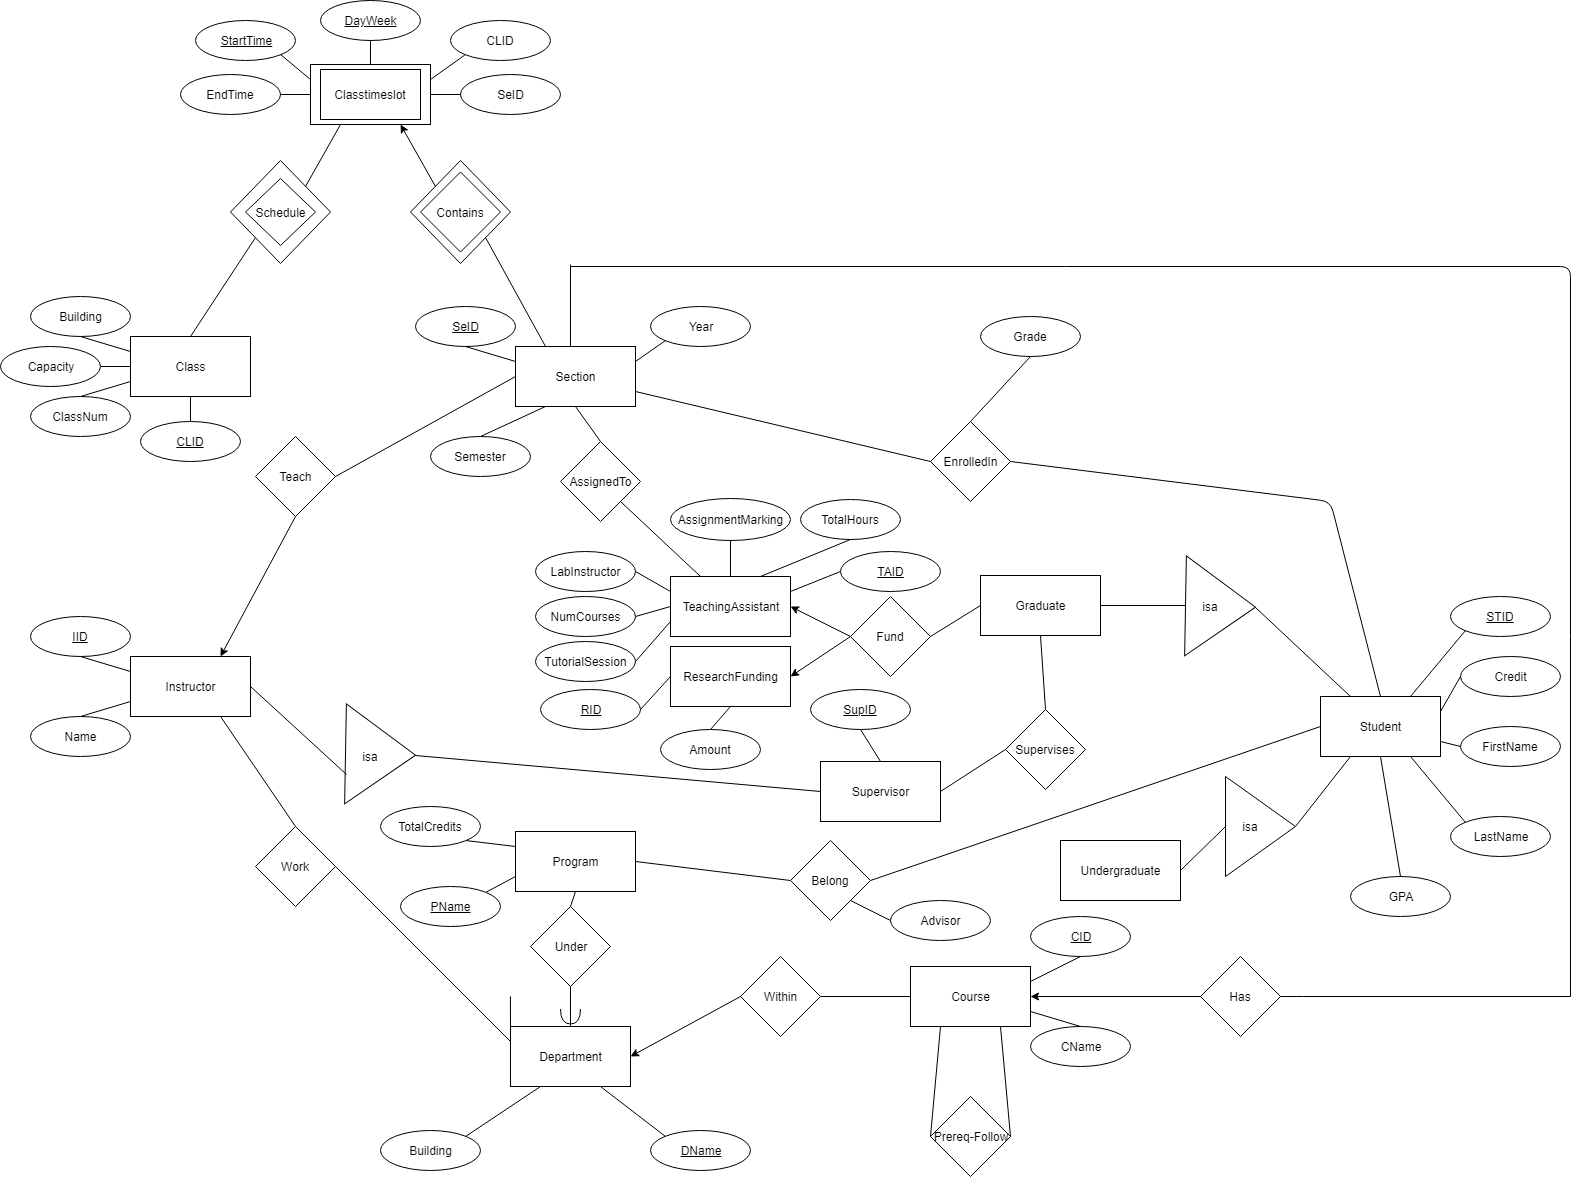 DayWeek
StartTime
CLID
EndTime
Classtimeslot
SeID
Schedule
Contains
Building
SeID
Year
Grade
Capacity
Class
Section
ClassNum
CLID
Semester
EnrolledIn
Teach
AssignedTo
AssignmentMarking
TotalHours
LabInstructor
TAID
NumCourses
TeachingAssistant
Graduate
isa
Fund
STID
IID
TutorialSession
Instructor
ResearchFunding
Credit
RID
SupID
Name
Amount
Supervises
Student
FirstName
isa
Supervisor
TotalCredits
isa
LastName
Work
Program
Belong
Undergraduate
GPA
PName
Advisor
Under
CID
Within
Course
Has
Department
CName
Building
DName
Prereq-Follow